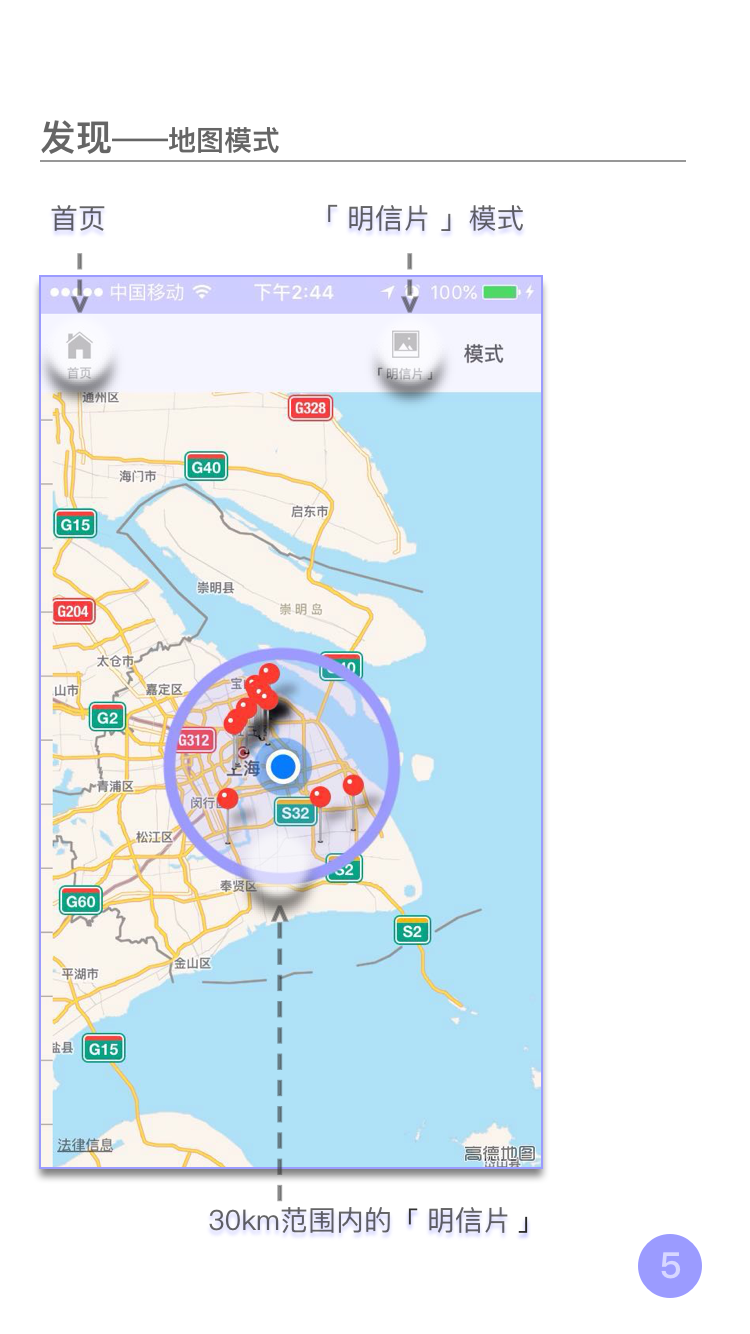 发现——地图模式
首页
「 明信片 」 模式
中国移动
下午2:44
100%
首页
「 明信片 」
模式
通州区
G328
海门市
G40
启东市
G15
崇明县
崇明岛
G204
太仓市
山市
嘉定区
宝
G2
G312
上海
青浦区
闵行
S32
松江区
S2
奉贤区
G60
S2
平湖市
金山区
盐县
G15
法律信息
高德地图
30km范围内的「 明信片 」
5